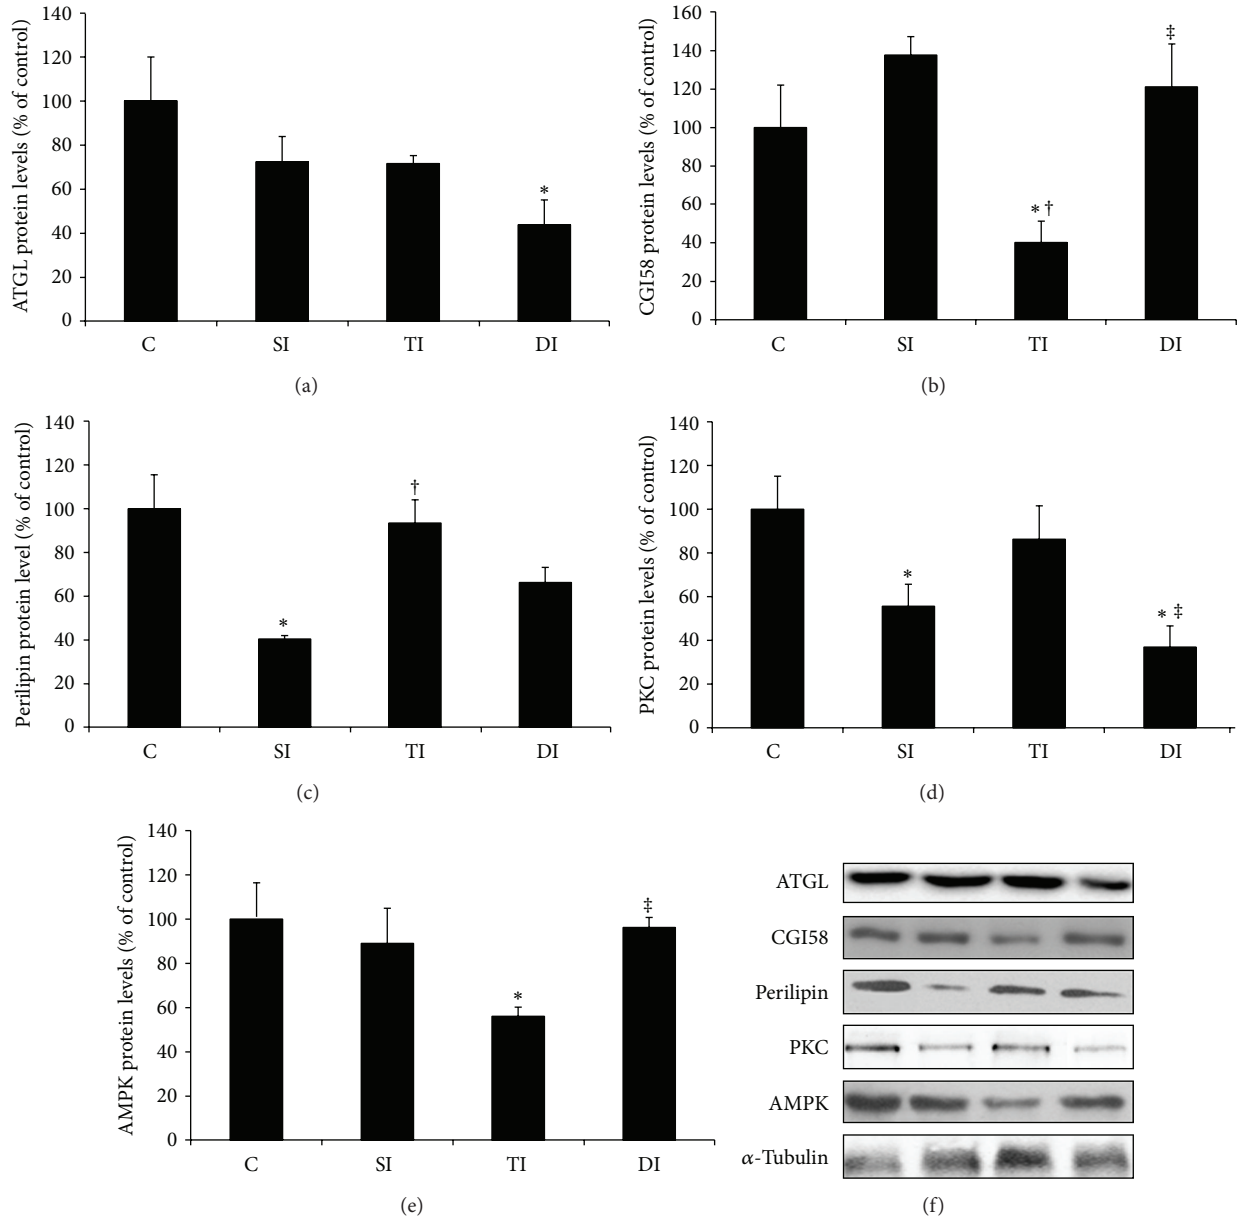 ATGL protein levels (% of control)
140
120
100
80
60
40
20
0
C SI TI DI
*
(a)
CGI58 protein levels (% of control)
160
140
120
100
80
60
40
20
0
C SI TI DI
* †
‡
(b)
Perilipin protein level (% of control)
140
120
100
80
60
40
20
0
C SI TI DI
*
†
(c)
PKC protein levels (% of control)
140
120
100
80
60
40
20
0
C SI TI DI
*
* ‡
(d)
AMPK protein levels (% of control)
140
120
100
80
60
40
20
0
C SI TI DI
*
‡
(e)
ATGL
CGI58
Perilipin
PKC
AMPK
α-Tubulin
(f)